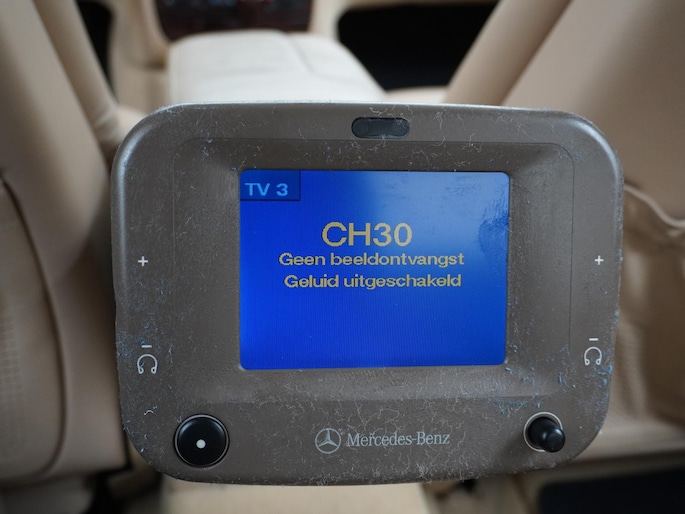 TV 3
CH30
Geen beeldontvangst
Geluid uitgeschakeld
+
+
−
−
Mercedes-Benz